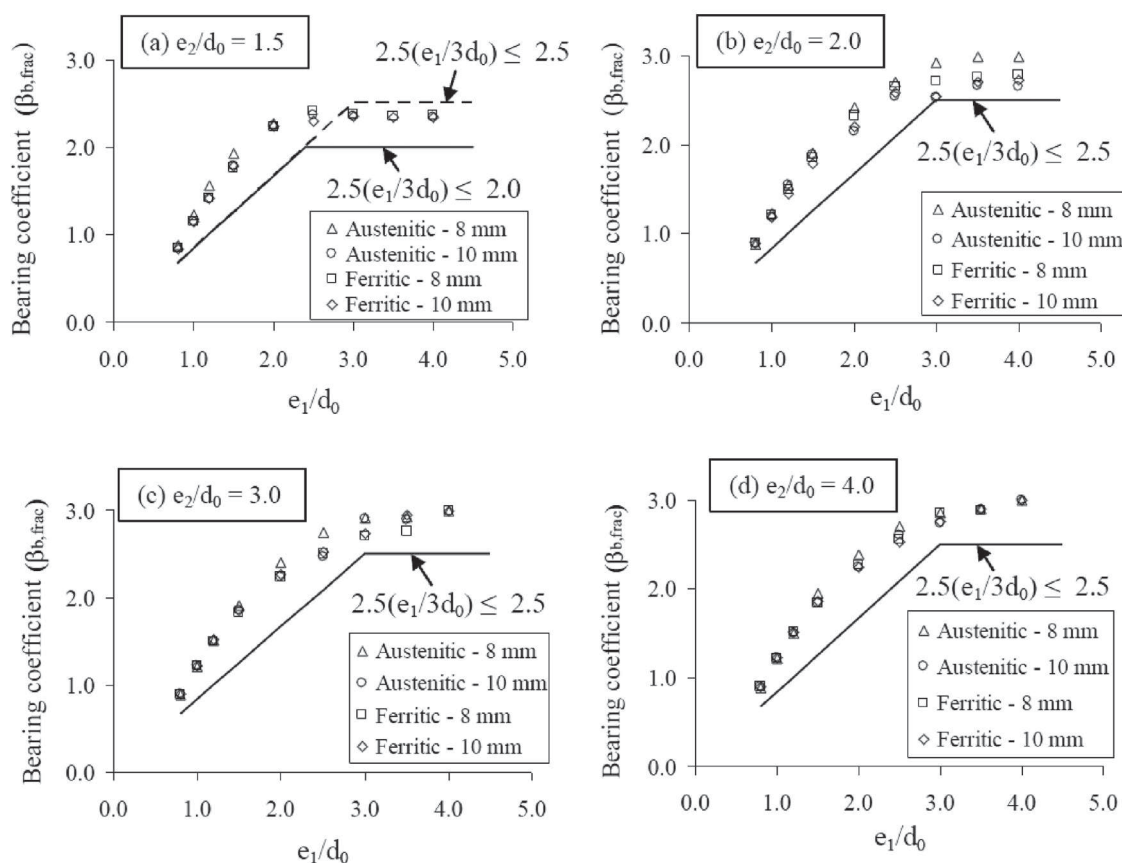 (a) e₂/d₀ = 1.5
2.5(e₁/3d₀) ≤ 2.5
Bearing coefficient (β_b,frac)
3.0
2.0
1.0
0.0
2.5(e₁/3d₀) ≤ 2.0
△ Austenitic - 8 mm
○ Austenitic - 10 mm
□ Ferritic - 8 mm
◇ Ferritic - 10 mm
0.0 1.0 2.0 3.0 4.0 5.0
e₁/d₀
(b) e₂/d₀ = 2.0
Bearing coefficient (β_b,frac)
3.0
2.0
1.0
0.0
2.5(e₁/3d₀) ≤ 2.5
△ Austenitic - 8 mm
○ Austenitic - 10 mm
□ Ferritic - 8 mm
◇ Ferritic - 10 mm
0.0 1.0 2.0 3.0 4.0 5.0
e₁/d₀
(c) e₂/d₀ = 3.0
Bearing coefficient (β_b,frac)
3.0
2.0
1.0
0.0
2.5(e₁/3d₀) ≤ 2.5
△ Austenitic - 8 mm
○ Austenitic - 10 mm
□ Ferritic - 8 mm
◇ Ferritic - 10 mm
0.0 1.0 2.0 3.0 4.0 5.0
e₁/d₀
(d) e₂/d₀ = 4.0
Bearing coefficient (β_b,frac)
3.0
2.0
1.0
0.0
2.5(e₁/3d₀) ≤ 2.5
△ Austenitic - 8 mm
○ Austenitic - 10 mm
□ Ferritic - 8 mm
◇ Ferritic - 10 mm
0.0 1.0 2.0 3.0 4.0 5.0
e₁/d₀